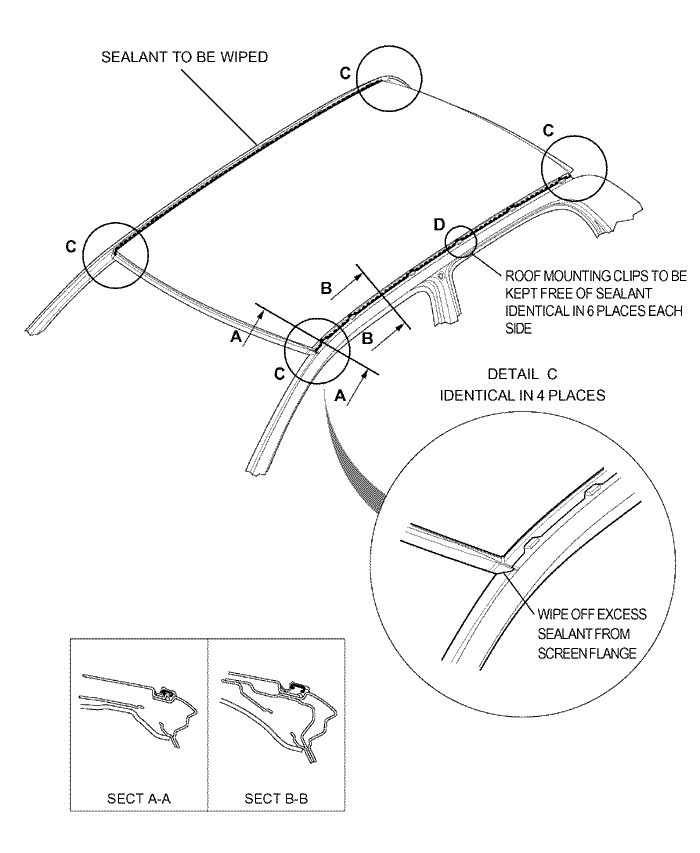 SEALANT TO BE WIPED
C
C
C
D
B
ROOF MOUNTING CLIPS TO BE
KEPT FREE OF SEALANT
IDENTICAL IN 6 PLACES EACH
SIDE
A
B
C
A
DETAIL C
IDENTICAL IN 4 PLACES
WIPE OFF EXCESS
SEALANT FROM
SCREEN FLANGE
SECT A-A
SECT B-B